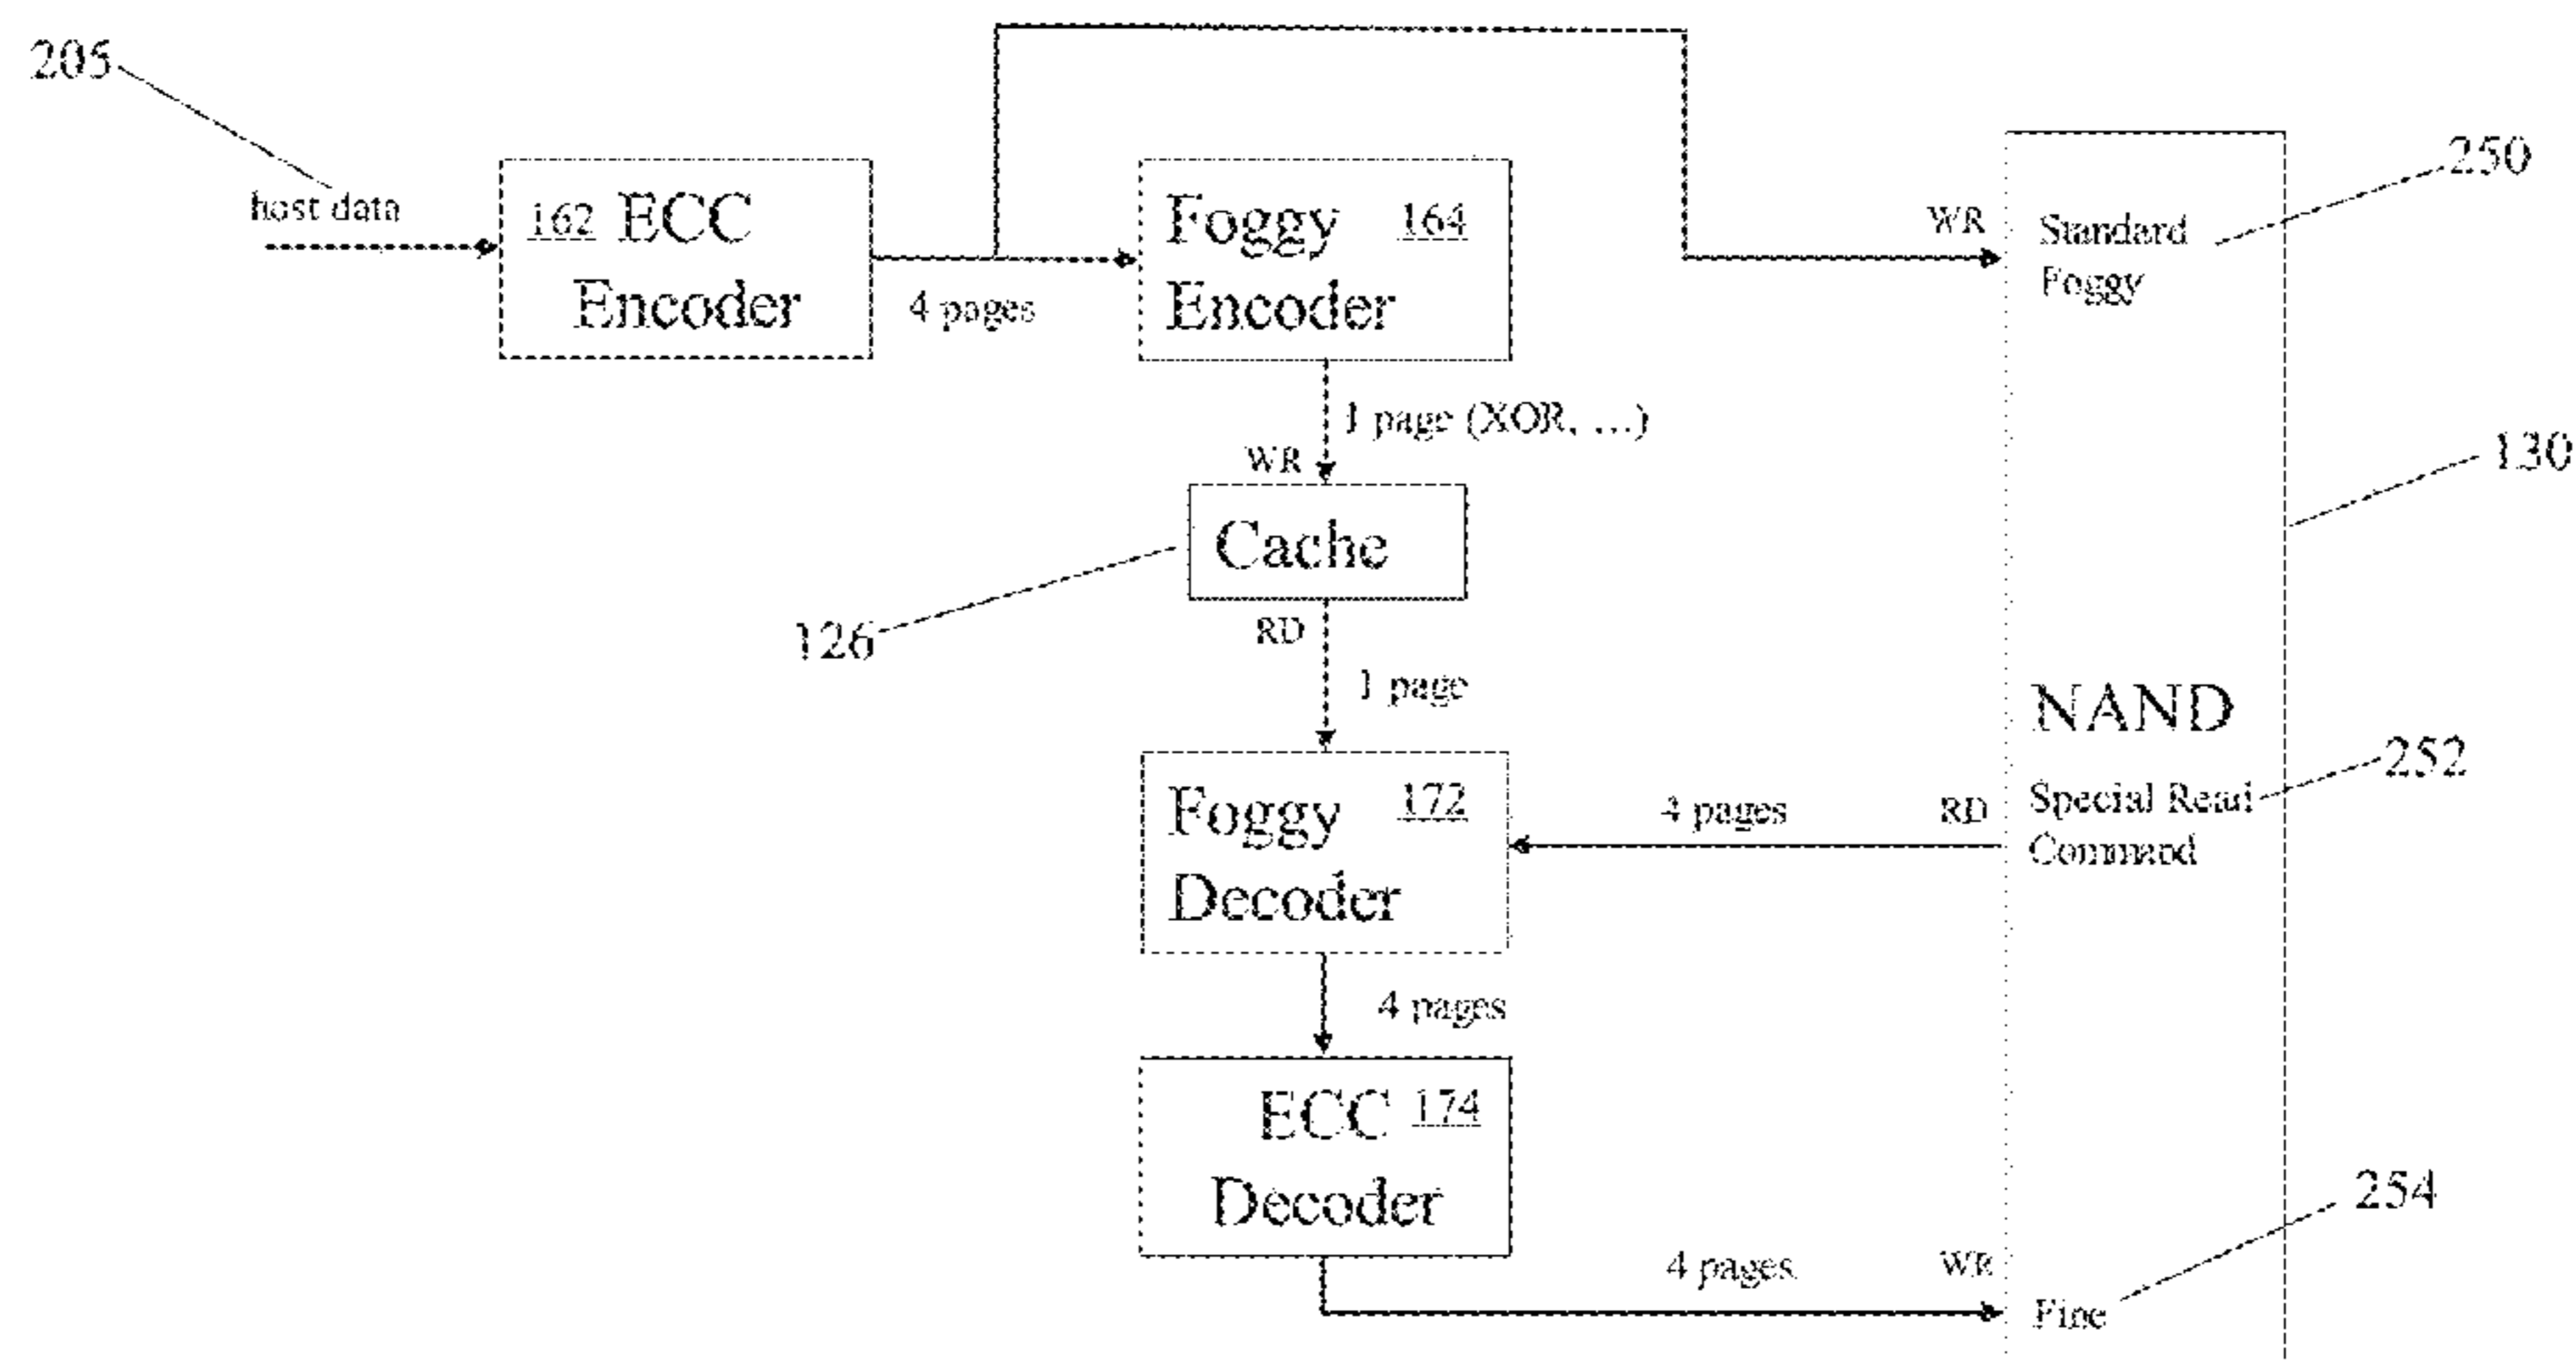 205
host data
162 ECC
Encoder
4 pages
Foggy 164
Encoder
WR
Standard
Foggy
250
1 page (XOR, ...)
WR
Cache
126
130
RD
1 page
NAND
252
Foggy 172
Decoder
4 pages
RD
Special Read
Command
4 pages
ECC 174
Decoder
4 pages
WR
Fine
254